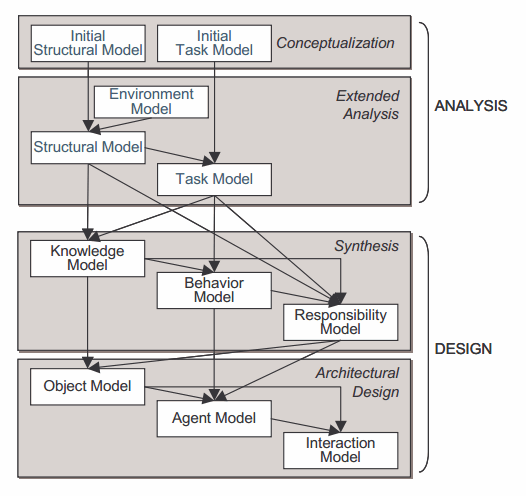 Initial
Structural Model
Initial
Task Model
Conceptualization
Environment
Model
Extended
Analysis
ANALYSIS
Structural Model
Task Model
Synthesis
Knowledge
Model
Behavior
Model
Responsibility
Model
DESIGN
Architectural
Design
Object Model
Agent Model
Interaction
Model